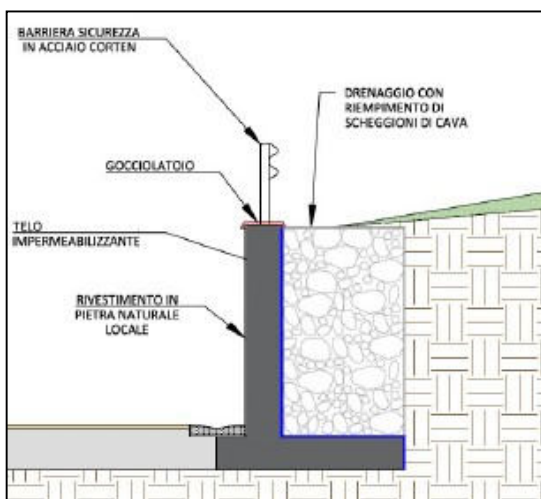 BARRIERA SICUREZZA
IN ACCIAIO CORTEN
DRENAGGIO CON
RIEMPIMENTO DI
SCHEGGIONI DI CAVA
GOCCIOLATOIO
TELO
IMPERMEABILIZZANTE
RIVESTIMENTO IN
PIETRA NATURALE
LOCALE